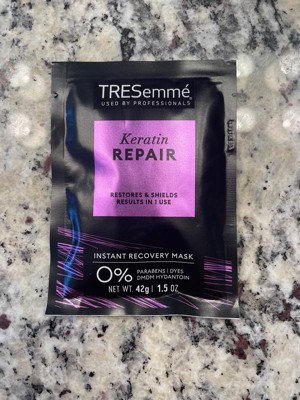 TRESemmé
USED BY PROFESSIONALS
Keratin
REPAIR
RESTORES & SHIELDS
RESULTS IN 1 USE
INSTANT RECOVERY MASK
0% PARABENS | DYES
DMDM HYDANTOIN
NET WT. 42g | 1.5 OZ